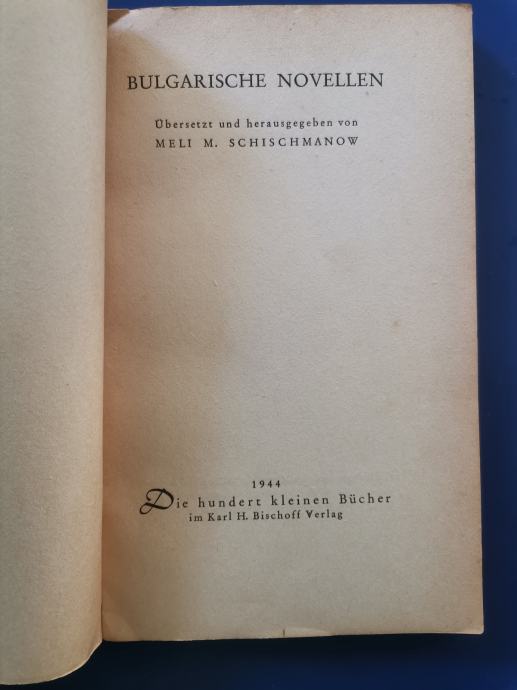 BULGARISCHE NOVELLEN
Übersetzt und herausgegeben von
MELI M. SCHISCHMANOW
1944
Die hundert kleinen Bücher
im Karl H. Bischoff Verlag